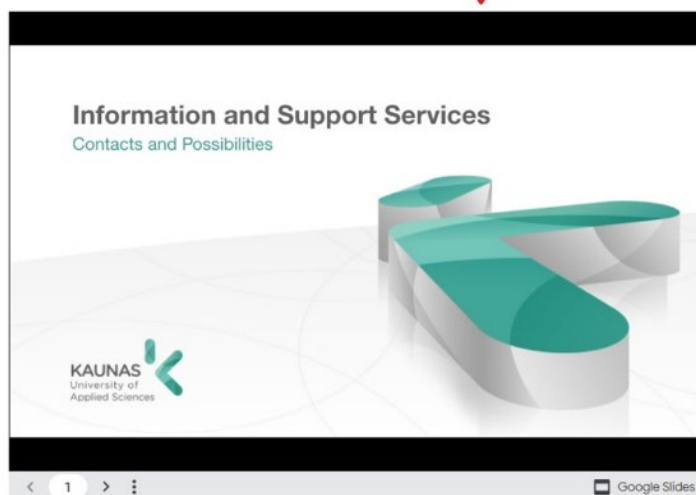 Information and Support Services
Contacts and Possibilities
KAUNAS
University of
Applied Sciences
1
Google Slides